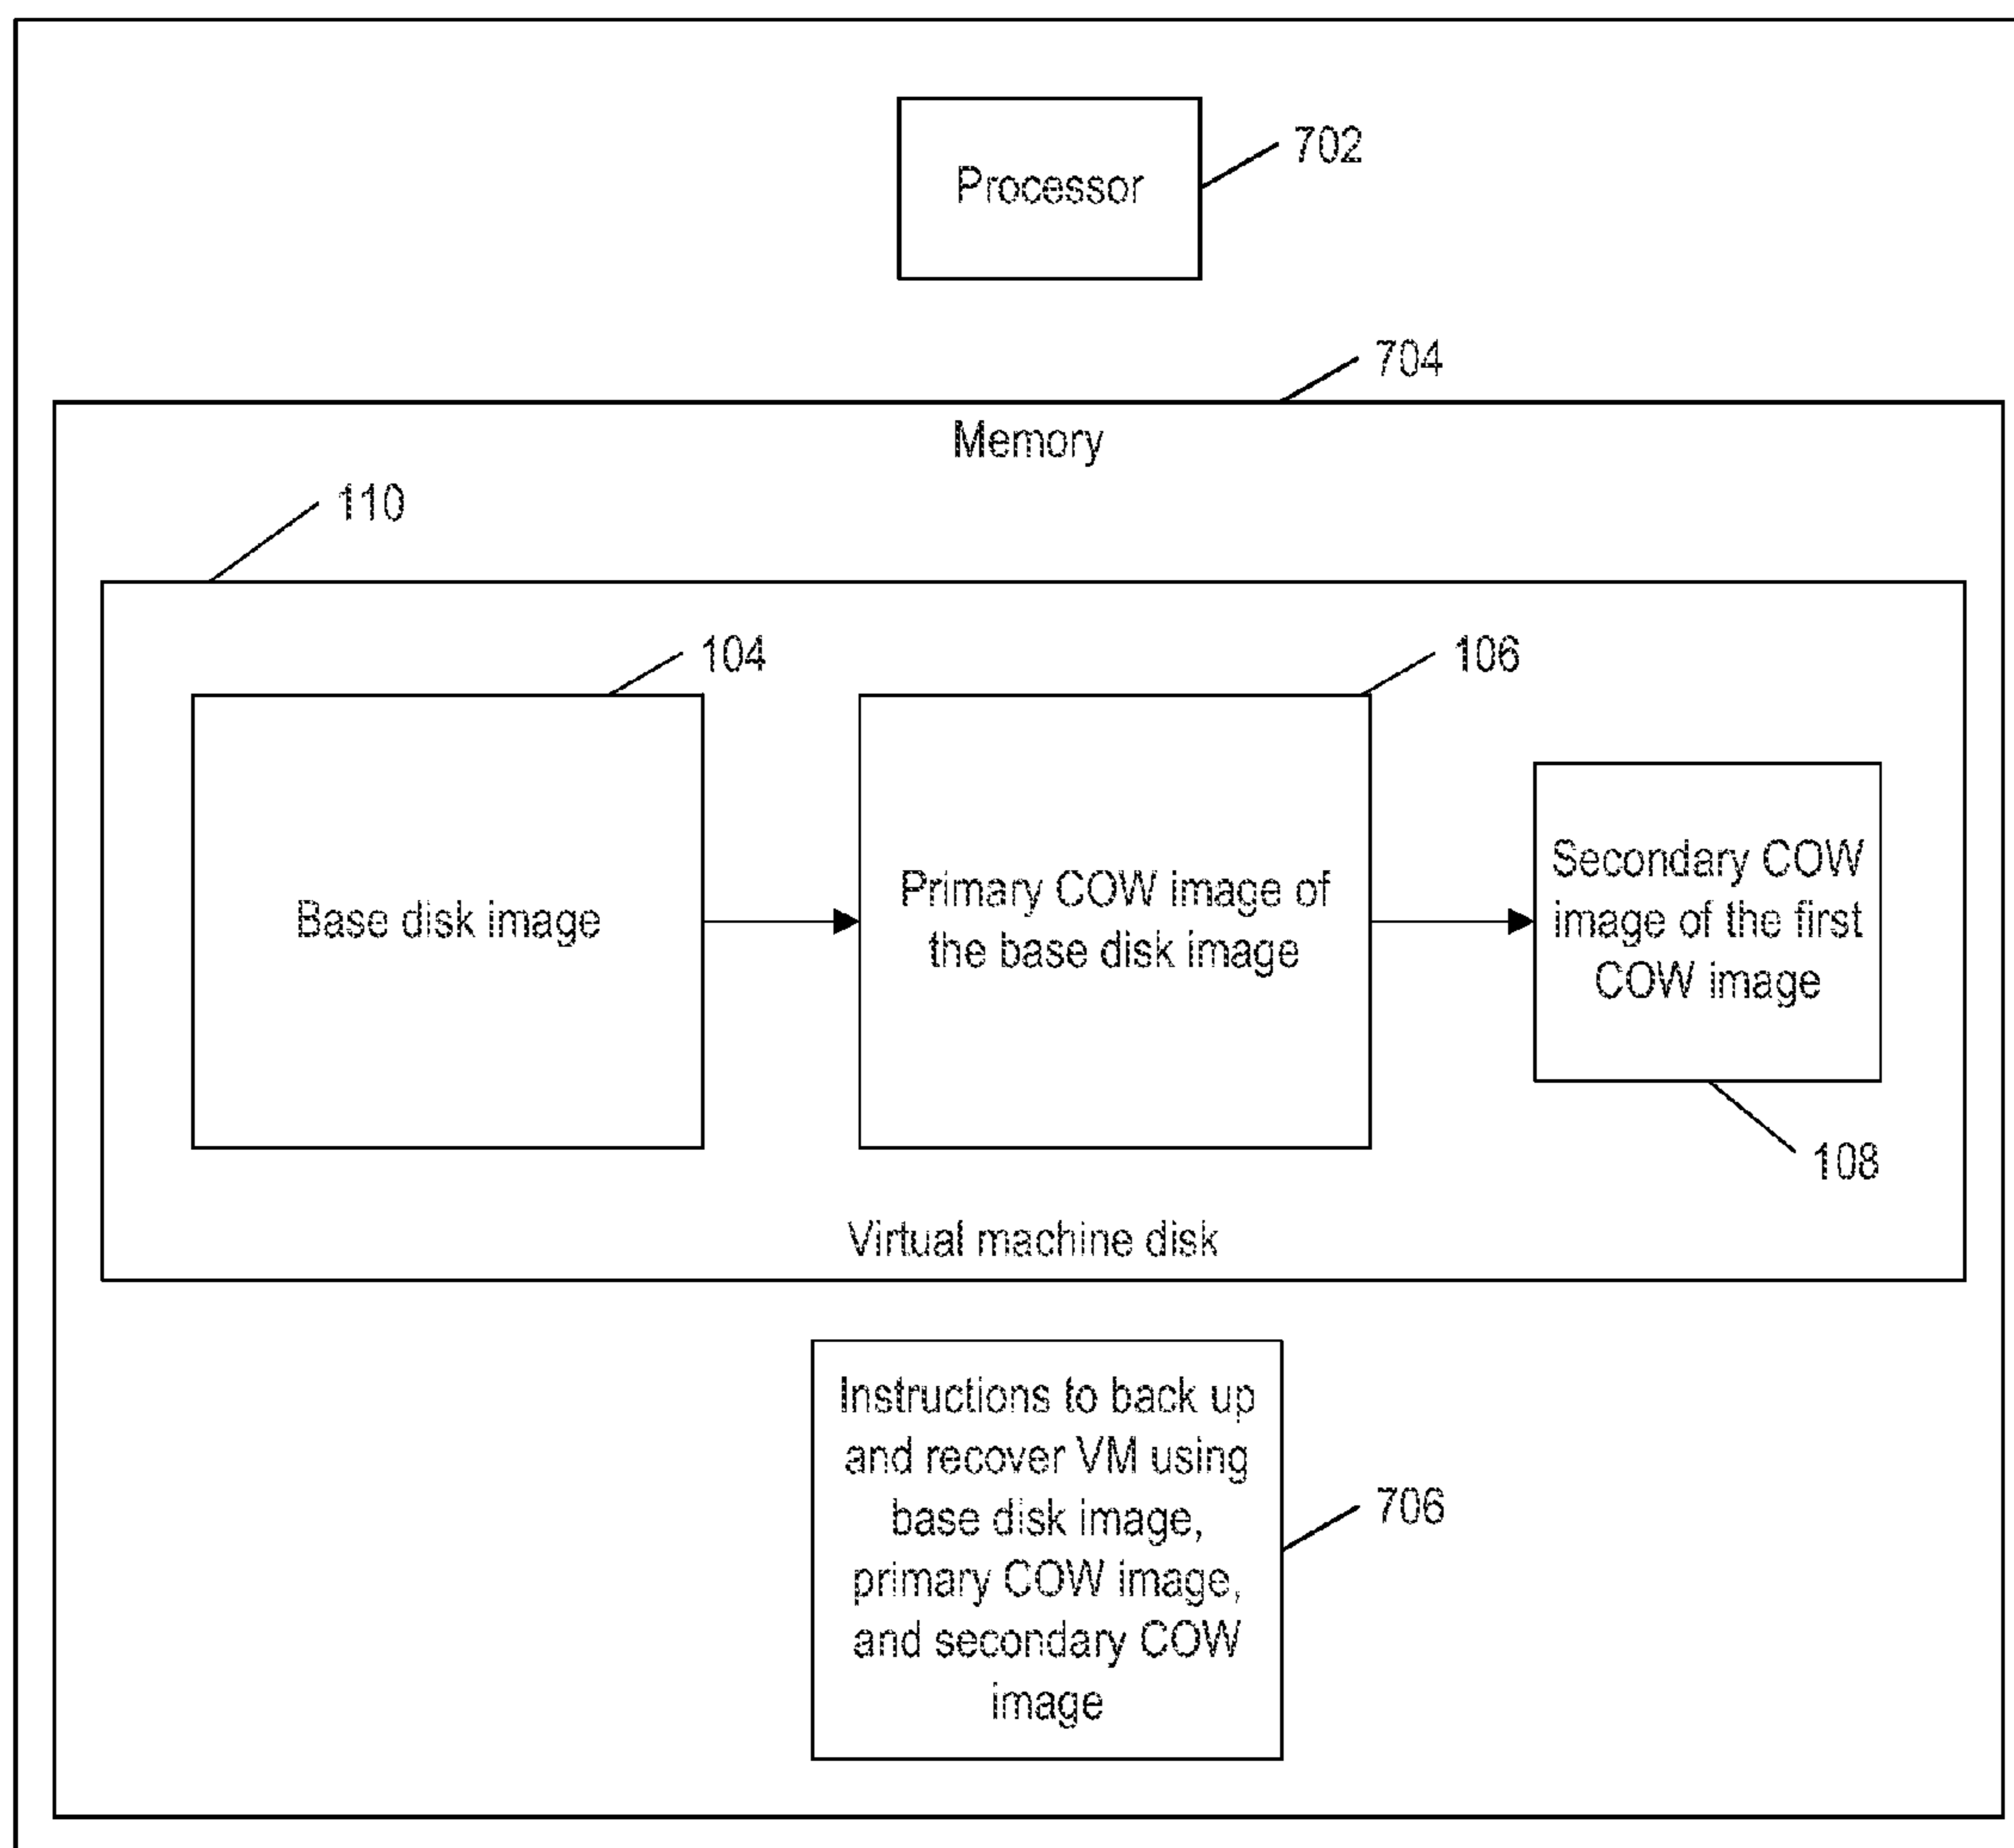 702
Processor
704
Memory
110
104
106
Base disk image
Primary COW image of
the base disk image
Secondary COW
image of the first
COW image
108
Virtual machine disk
Instructions to back up
and recover VM using
base disk image,
primary COW image,
and secondary COW
image
706